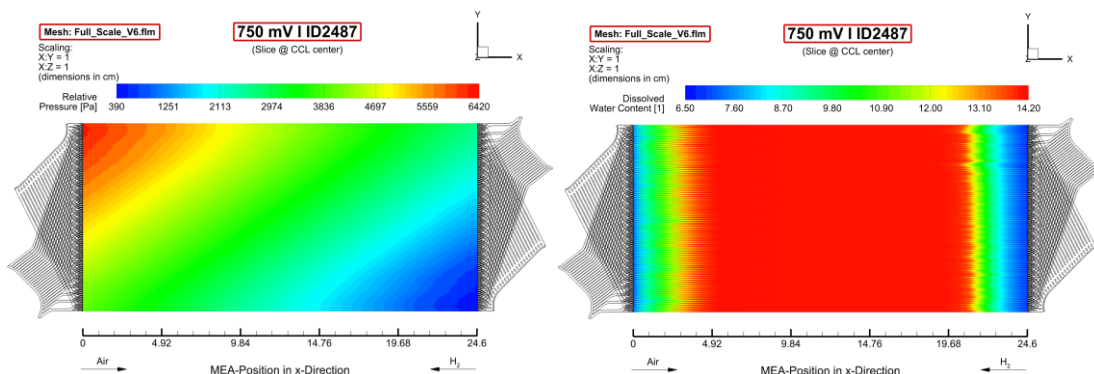 Mesh: Full_Scale_V6.flm
750 mV I ID2487
(Slice @ CCL center)
Scaling:
X:Y = 1
X:Z = 1
(dimensions in cm)
Y
Z X
Relative
Pressure [Pa]
390 1251 2113 2974 3836 4697 5559 6420
0 4.92 9.84 14.76 19.68 24.6
Air
MEA-Position in x-Direction
H₂
Mesh: Full_Scale_V6.flm
750 mV I ID2487
(Slice @ CCL center)
Scaling:
X:Y = 1
X:Z = 1
(dimensions in cm)
Y
Z X
Dissolved
Water Content [1]
6.50 7.60 8.70 9.80 10.90 12.00 13.10 14.20
0 4.92 9.84 14.76 19.68 24.6
Air
MEA-Position in x-Direction
H₂